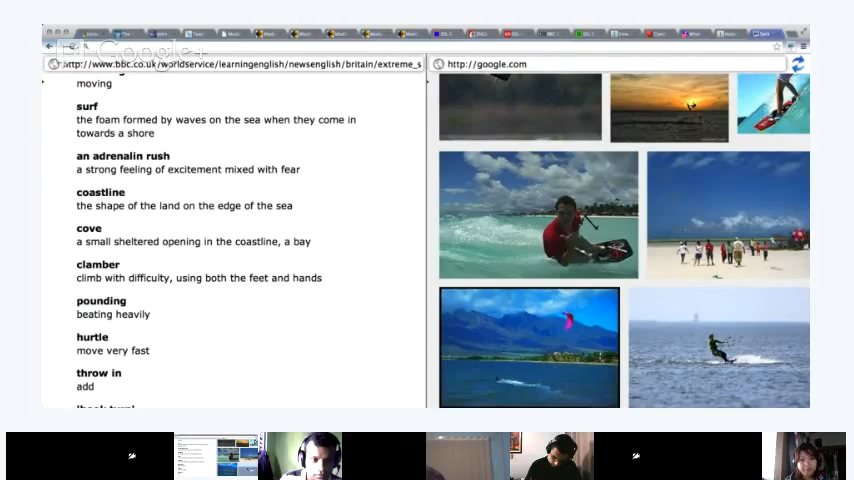 Google+
http://www.bbc.co.uk/worldservice/learningenglish/newsenglish/britain/extreme_s
http://google.com
moving
surf
the foam formed by waves on the sea when they come in
towards a shore
an adrenalin rush
a strong feeling of excitement mixed with fear
coastline
the shape of the land on the edge of the sea
cove
a small sheltered opening in the coastline, a bay
clamber
climb with difficulty, using both the feet and hands
pounding
beating heavily
hurtle
move very fast
throw in
add